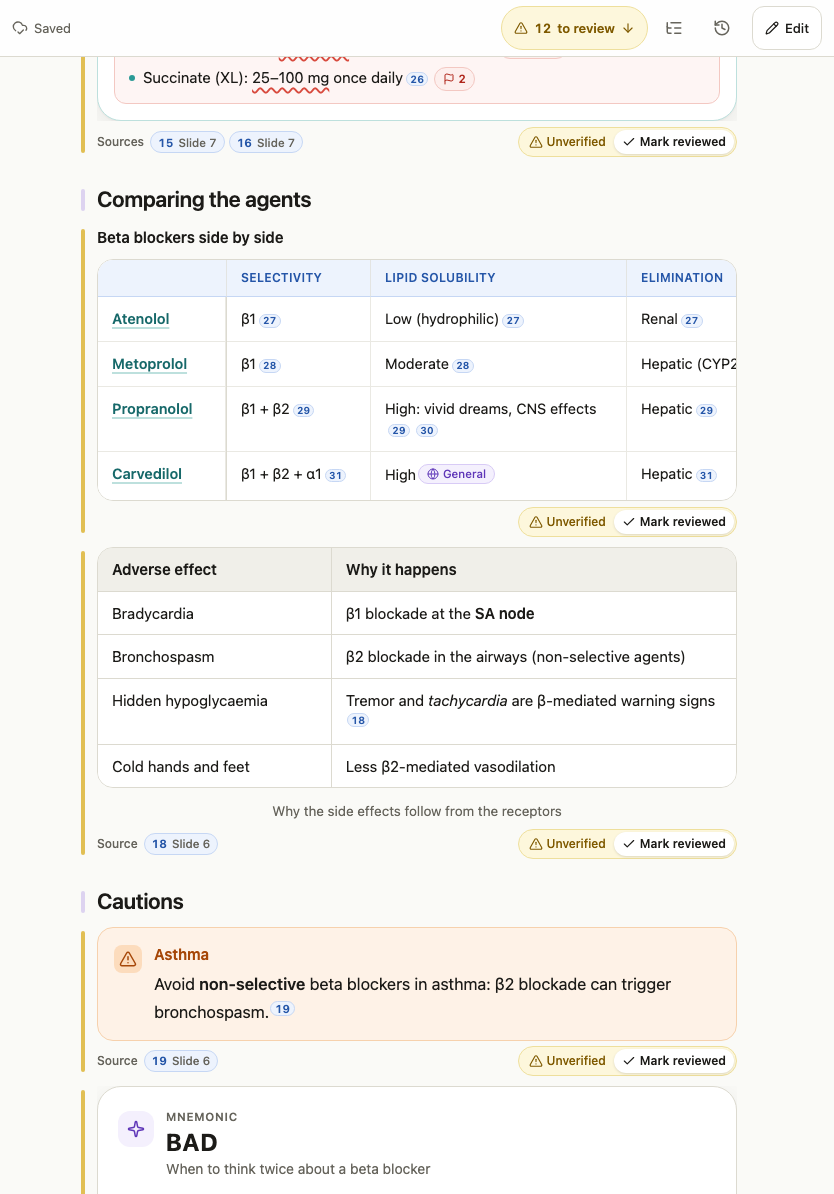 Saved
12 to review
Edit
Succinate (XL): 25–100 mg once daily 26 2
Sources 15 Slide 7 16 Slide 7
Unverified Mark reviewed
Comparing the agents
Beta blockers side by side
SELECTIVITY LIPID SOLUBILITY ELIMINATION
Atenolol β1 27 Low (hydrophilic) 27 Renal 27
Metoprolol β1 28 Moderate 28 Hepatic (CYP2
Propranolol β1 + β2 29 High: vivid dreams, CNS effects Hepatic 29
29 30
Carvedilol β1 + β2 + α1 31 High General Hepatic 31
Unverified Mark reviewed
Adverse effect Why it happens
Bradycardia β1 blockade at the SA node
Bronchospasm β2 blockade in the airways (non-selective agents)
Hidden hypoglycaemia Tremor and tachycardia are β-mediated warning signs
18
Cold hands and feet Less β2-mediated vasodilation
Why the side effects follow from the receptors
Source 18 Slide 6
Unverified Mark reviewed
Cautions
Asthma
Avoid non-selective beta blockers in asthma: β2 blockade can trigger
bronchospasm. 19
Source 19 Slide 6
Unverified Mark reviewed
MNEMONIC
BAD
When to think twice about a beta blocker